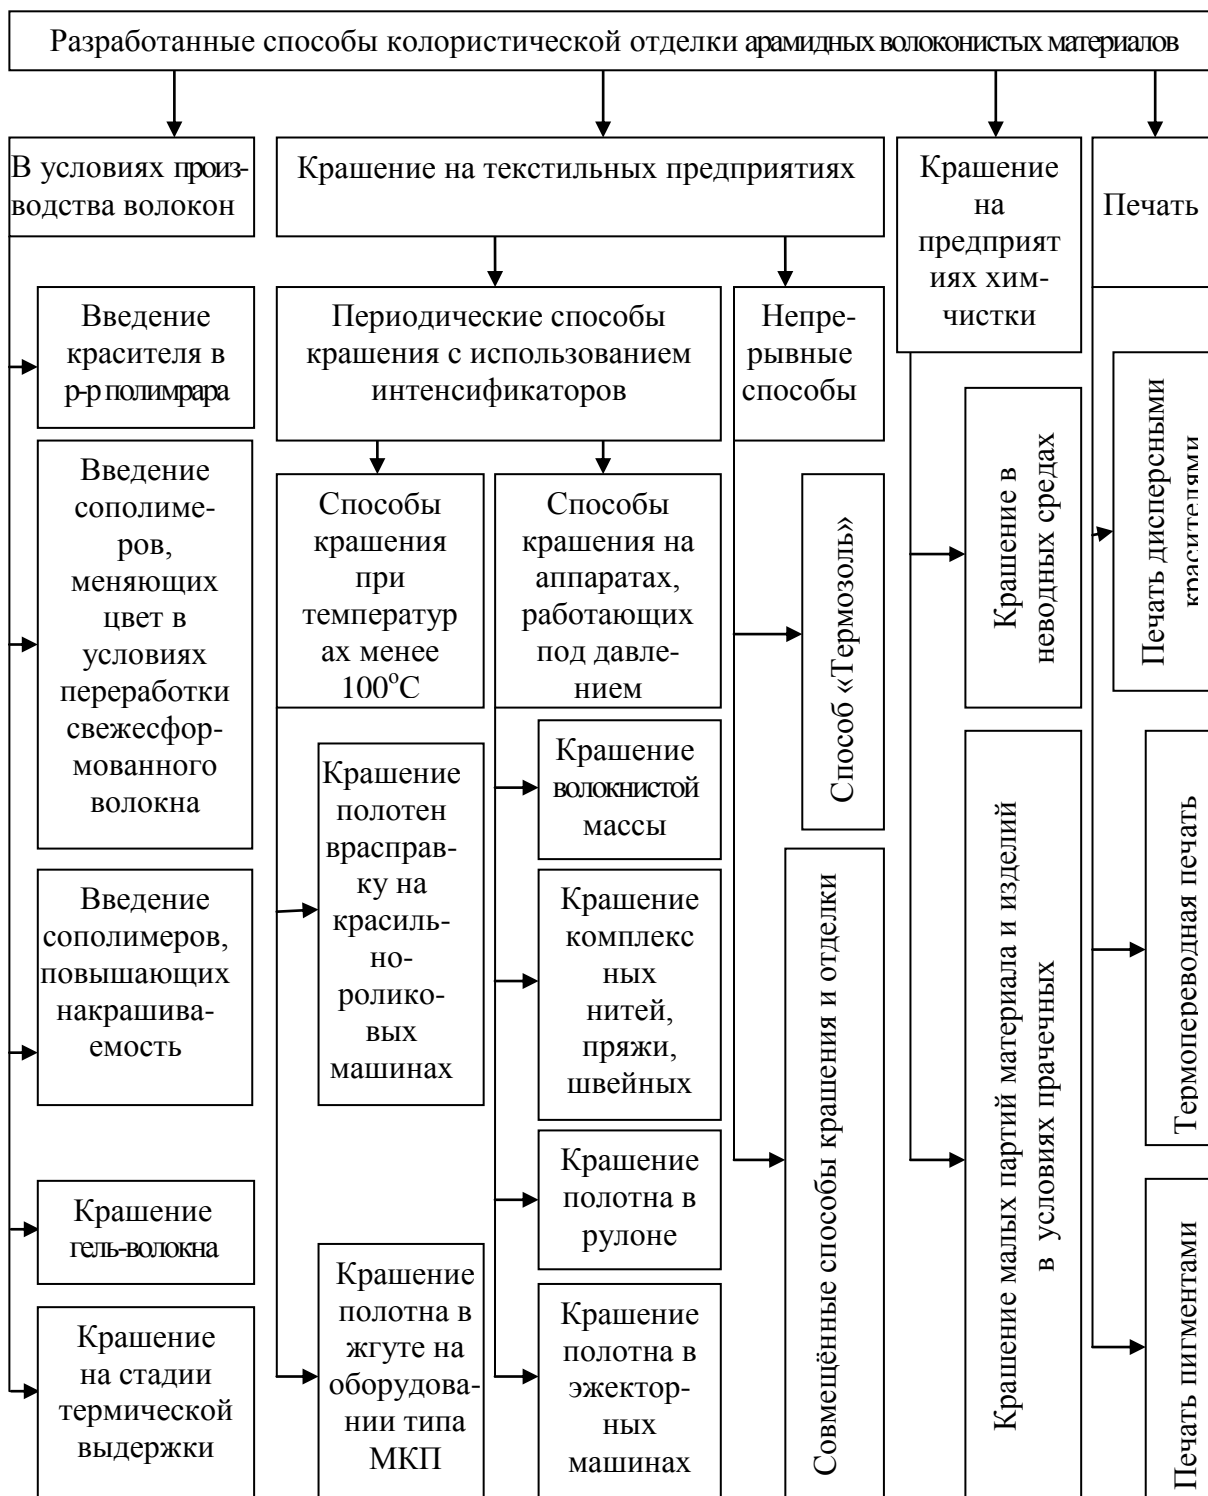 Разработанные способы колористической отделки арамидных волоконистых материалов
В условиях произ-
водства волокон
Крашение на текстильных предприятиях
Крашение
на
предприят
иях хим-
чистки
Печать
Введение
красителя в
р-р полимрара
Периодические способы
крашения с использованием
интенсификаторов
Непре-
рывные
способы
Введение
сополиме-
ров,
меняющих
цвет в
условиях
переработки
свежесфор-
мованного
волокна
Способы
крашения
при
температур
ах менее
100°С
Способы
крашения на
аппаратах,
работающих
под давле-
нием
Способ «Термозоль»
Крашение в
неводных средах
Печать дисперсными
красителями
Введение
сополимеров,
повышающих
накрашива-
емость
Крашение
полотен
врасправ-
ку на
красиль-
но-
ролико-
вых
машинах
Крашение
волокнистой
массы
Крашение
комплекс
ных
нитей,
пряжи,
швейных
Совмещённые способы крашения и отделки
Крашение малых партий материала и изделий
в условиях прачечных
Термопереводная печать
Крашение
гель-волокна
Крашение
полотна в
рулоне
Крашение
на стадии
термической
выдержки
Крашение
полотна в
жгуте на
оборудова-
нии типа
МКП
Крашение
полотна в
эжектор-
ных
машинах
Печать пигментами